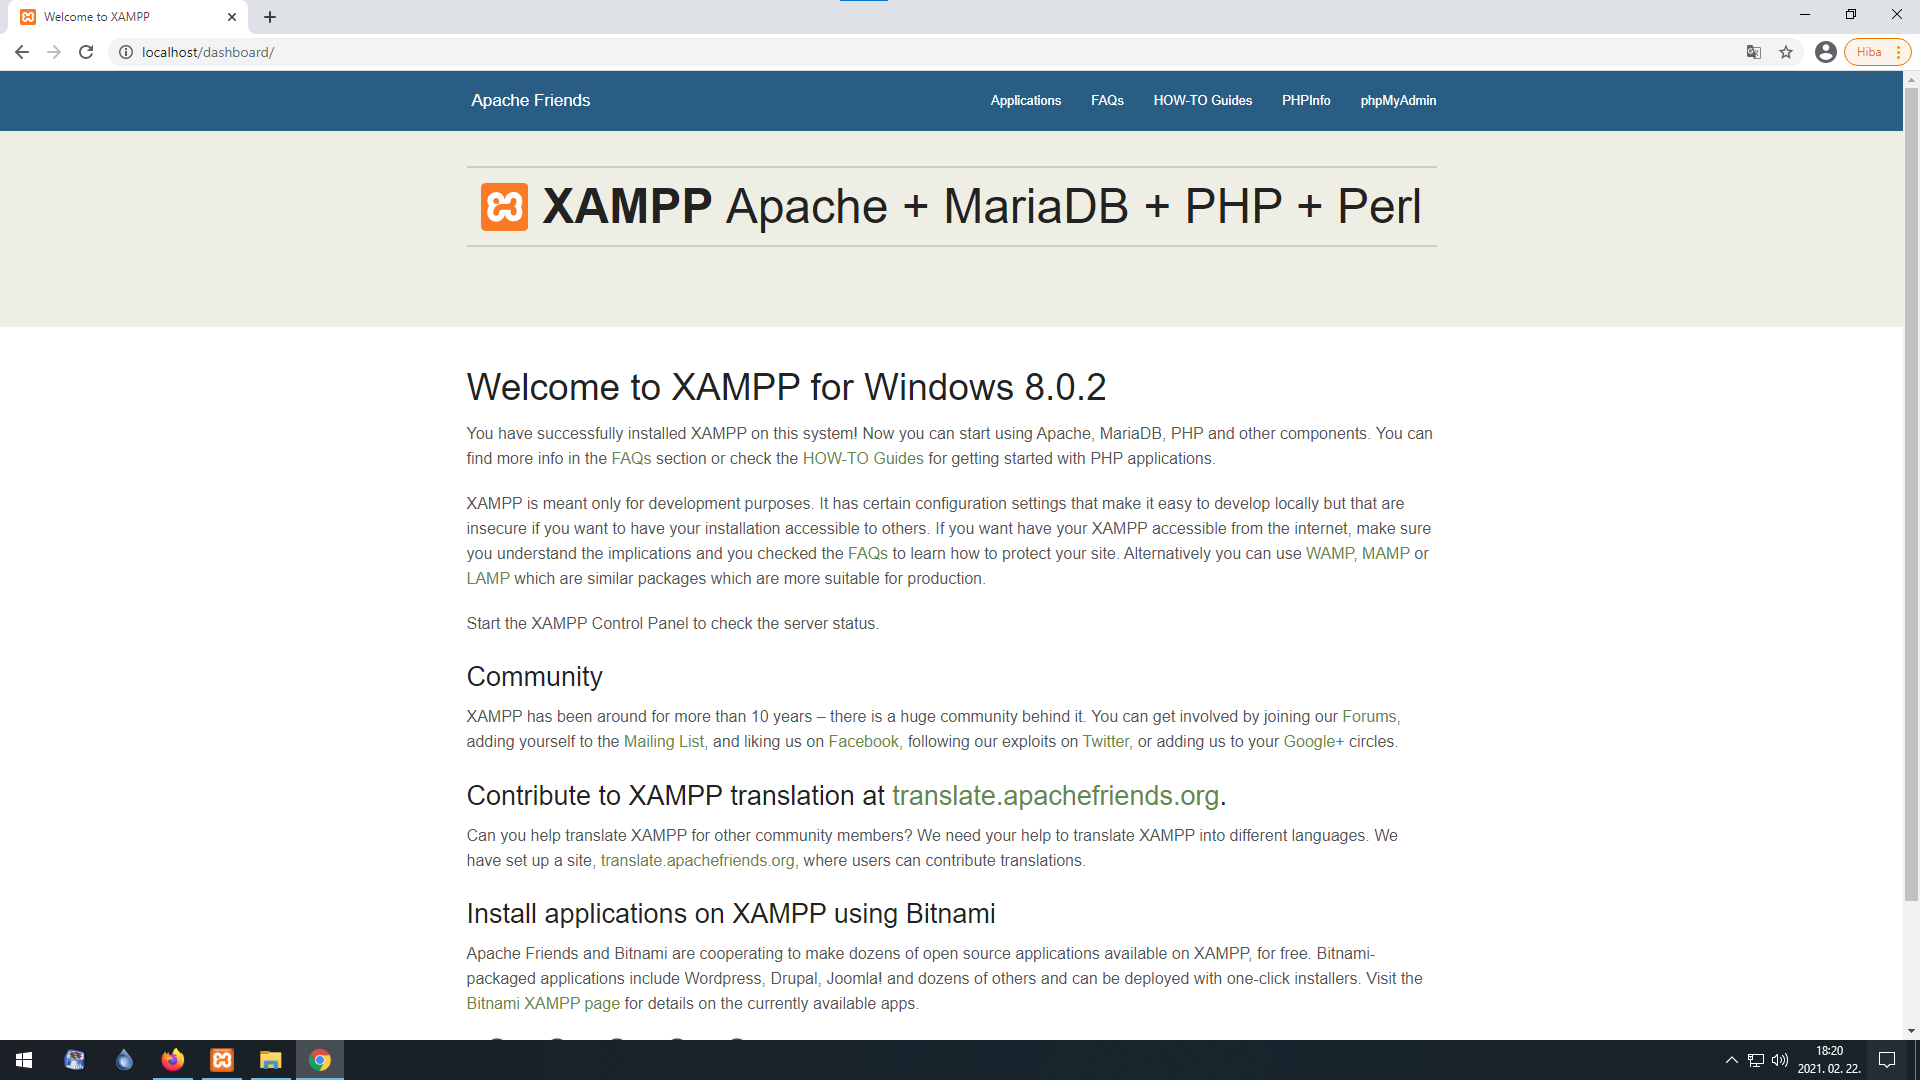 Welcome to XAMPP
localhost/dashboard/
Hiba
Apache Friends
Applications
FAQs
HOW-TO Guides
PHPInfo
phpMyAdmin
XAMPP Apache + MariaDB + PHP + Perl
Welcome to XAMPP for Windows 8.0.2
You have successfully installed XAMPP on this system! Now you can start using Apache, MariaDB, PHP and other components. You can
find more info in the FAQs section or check the HOW-TO Guides for getting started with PHP applications.
XAMPP is meant only for development purposes. It has certain configuration settings that make it easy to develop locally but that are
insecure if you want to have your installation accessible to others. If you want have your XAMPP accessible from the internet, make sure
you understand the implications and you checked the FAQs to learn how to protect your site. Alternatively you can use WAMP, MAMP or
LAMP which are similar packages which are more suitable for production.
Start the XAMPP Control Panel to check the server status.
Community
XAMPP has been around for more than 10 years – there is a huge community behind it. You can get involved by joining our Forums,
adding yourself to the Mailing List, and liking us on Facebook, following our exploits on Twitter, or adding us to your Google+ circles.
Contribute to XAMPP translation at translate.apachefriends.org.
Can you help translate XAMPP for other community members? We need your help to translate XAMPP into different languages. We
have set up a site, translate.apachefriends.org, where users can contribute translations.
Install applications on XAMPP using Bitnami
Apache Friends and Bitnami are cooperating to make dozens of open source applications available on XAMPP, for free. Bitnami-
packaged applications include Wordpress, Drupal, Joomla! and dozens of others and can be deployed with one-click installers. Visit the
Bitnami XAMPP page for details on the currently available apps.
18:20
2021. 02. 22.